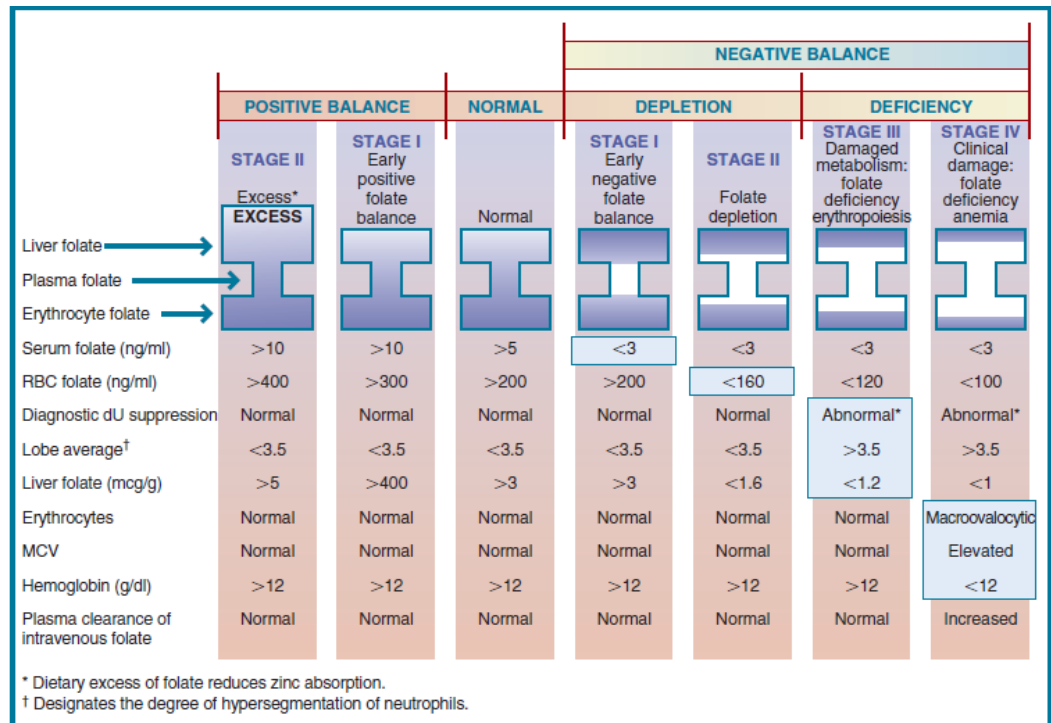 NEGATIVE BALANCE
POSITIVE BALANCE NORMAL DEPLETION DEFICIENCY
STAGE II
Excess*
EXCESS
STAGE I
Early
positive
folate
balance
Normal
STAGE I
Early
negative
folate
balance
STAGE II
Folate
depletion
STAGE III
Damaged
metabolism:
folate
deficiency
erythropoiesis
STAGE IV
Clinical
damage:
folate
deficiency
anemia
Liver folate
Plasma folate
Erythrocyte folate
Serum folate (ng/ml) >10 >10 >5 <3 <3 <3 <3
RBC folate (ng/ml) >400 >300 >200 >200 <160 <120 <100
Diagnostic dU suppression Normal Normal Normal Normal Normal Abnormal* Abnormal*
Lobe average† <3.5 <3.5 <3.5 <3.5 <3.5 >3.5 >3.5
Liver folate (mcg/g) >5 >400 >3 >3 <1.6 <1.2 <1
Erythrocytes Normal Normal Normal Normal Normal Normal Macroovalocytic
MCV Normal Normal Normal Normal Normal Normal Elevated
Hemoglobin (g/dl) >12 >12 >12 >12 >12 >12 <12
Plasma clearance of Normal Normal Normal Normal Normal Normal Increased
intravenous folate
* Dietary excess of folate reduces zinc absorption.
† Designates the degree of hypersegmentation of neutrophils.